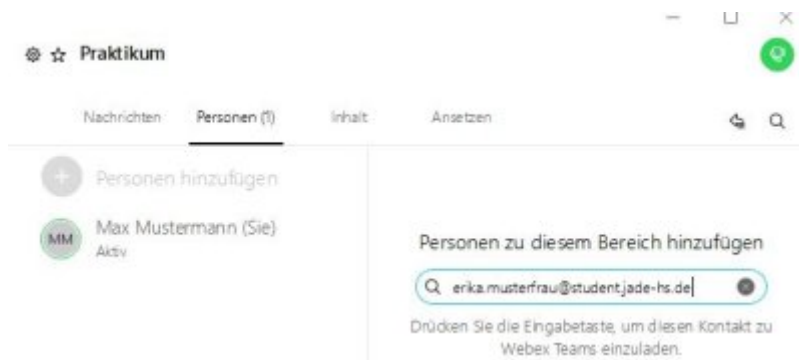 Praktikum
Nachrichten Personen (1) Inhalt Ansetzen
Personen hinzufügen
MM Max Mustermann (Sie)
Aktiv
Personen zu diesem Bereich hinzufügen
erika.musterfrau@student.jade-hs.de
Drücken Sie die Eingabetaste, um diesen Kontakt zu
Webex Teams einzuladen.